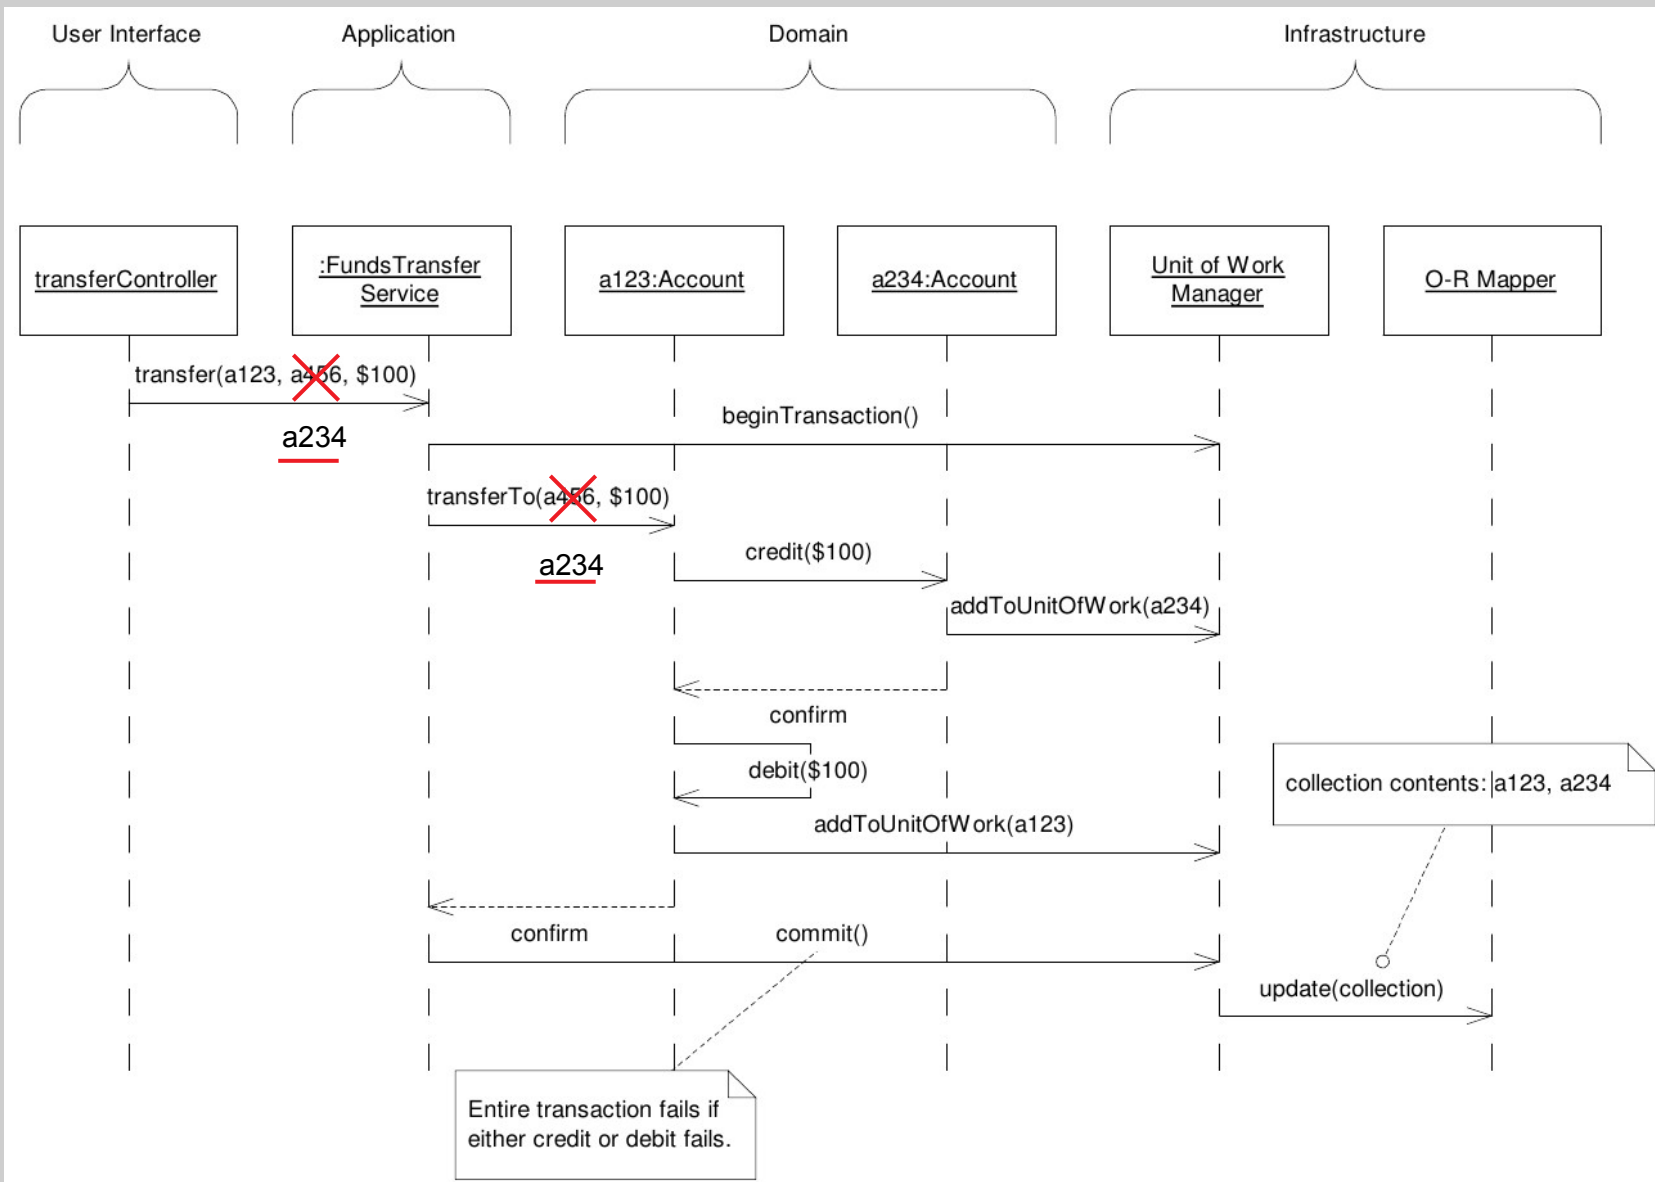 User Interface
Application
Domain
Infrastructure
transferController
:FundsTransfer
Service
a123:Account
a234:Account
Unit of Work
Manager
O-R Mapper
transfer(a123, a456, $100)
a234
beginTransaction()
transferTo(a456, $100)
a234
credit($100)
addToUnitOfWork(a234)
confirm
debit($100)
collection contents: a123, a234
addToUnitOfWork(a123)
confirm
commit()
update(collection)
Entire transaction fails if
either credit or debit fails.